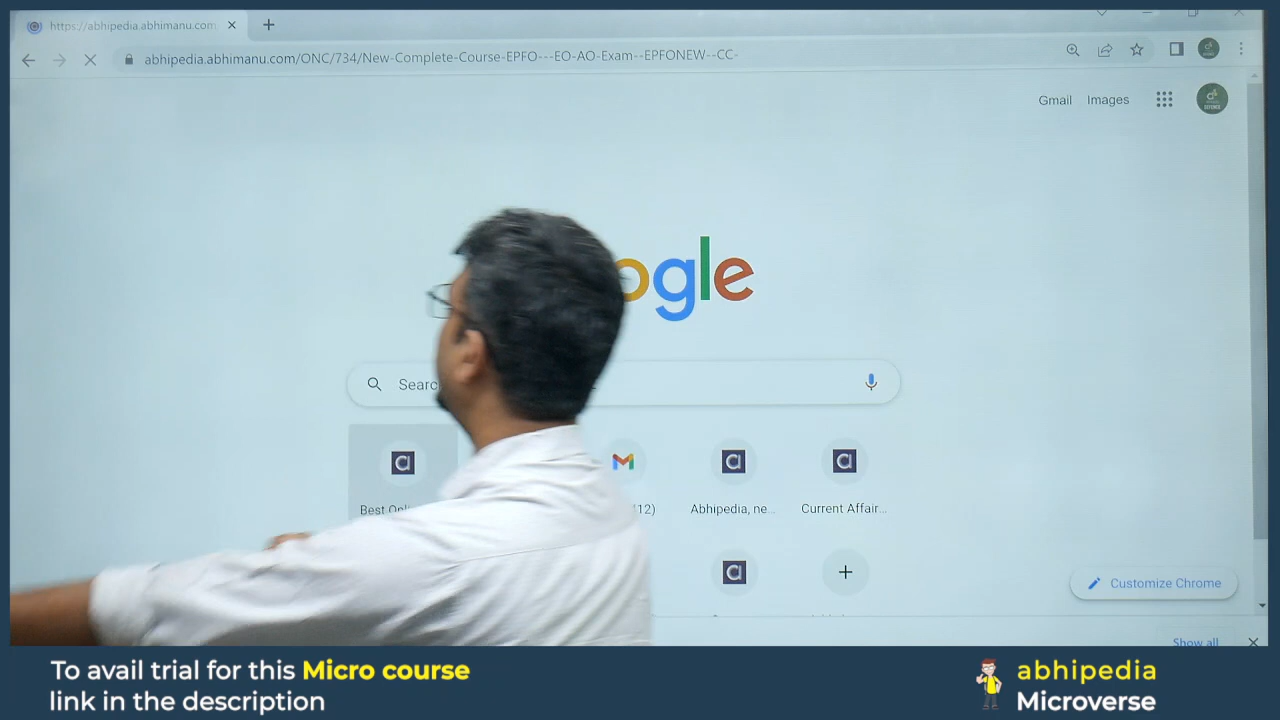 https://abhipedia.abhimanu.com
abhipedia.abhimanu.com/ONC/734/New-Complete-Course-EPFO---EO-AO-Exam--EPFONEW--CC-
Gmail Images
ogle
Searc
Best Onl
(12)
Abhipedia, ne...
Current Affair...
Customize Chrome
Show all
To avail trial for this Micro course
link in the description
abhipedia
Microverse